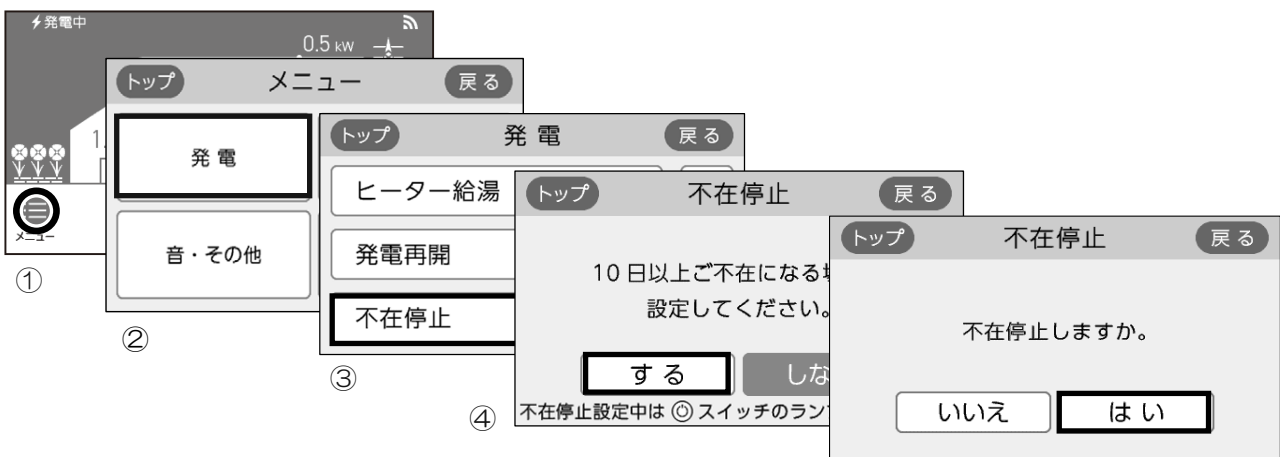 発電中
0.5 kW
1.
メニュー
①
トップ
メニュー
戻る
発電
音・その他
②
トップ
発電
戻る
ヒーター給湯
発電再開
不在停止
③
トップ
不在停止
戻る
10日以上ご不在になる
設定してください。
する
しな
不在停止設定中は スイッチのラン
④
トップ
不在停止
戻る
不在停止しますか。
いいえ
はい